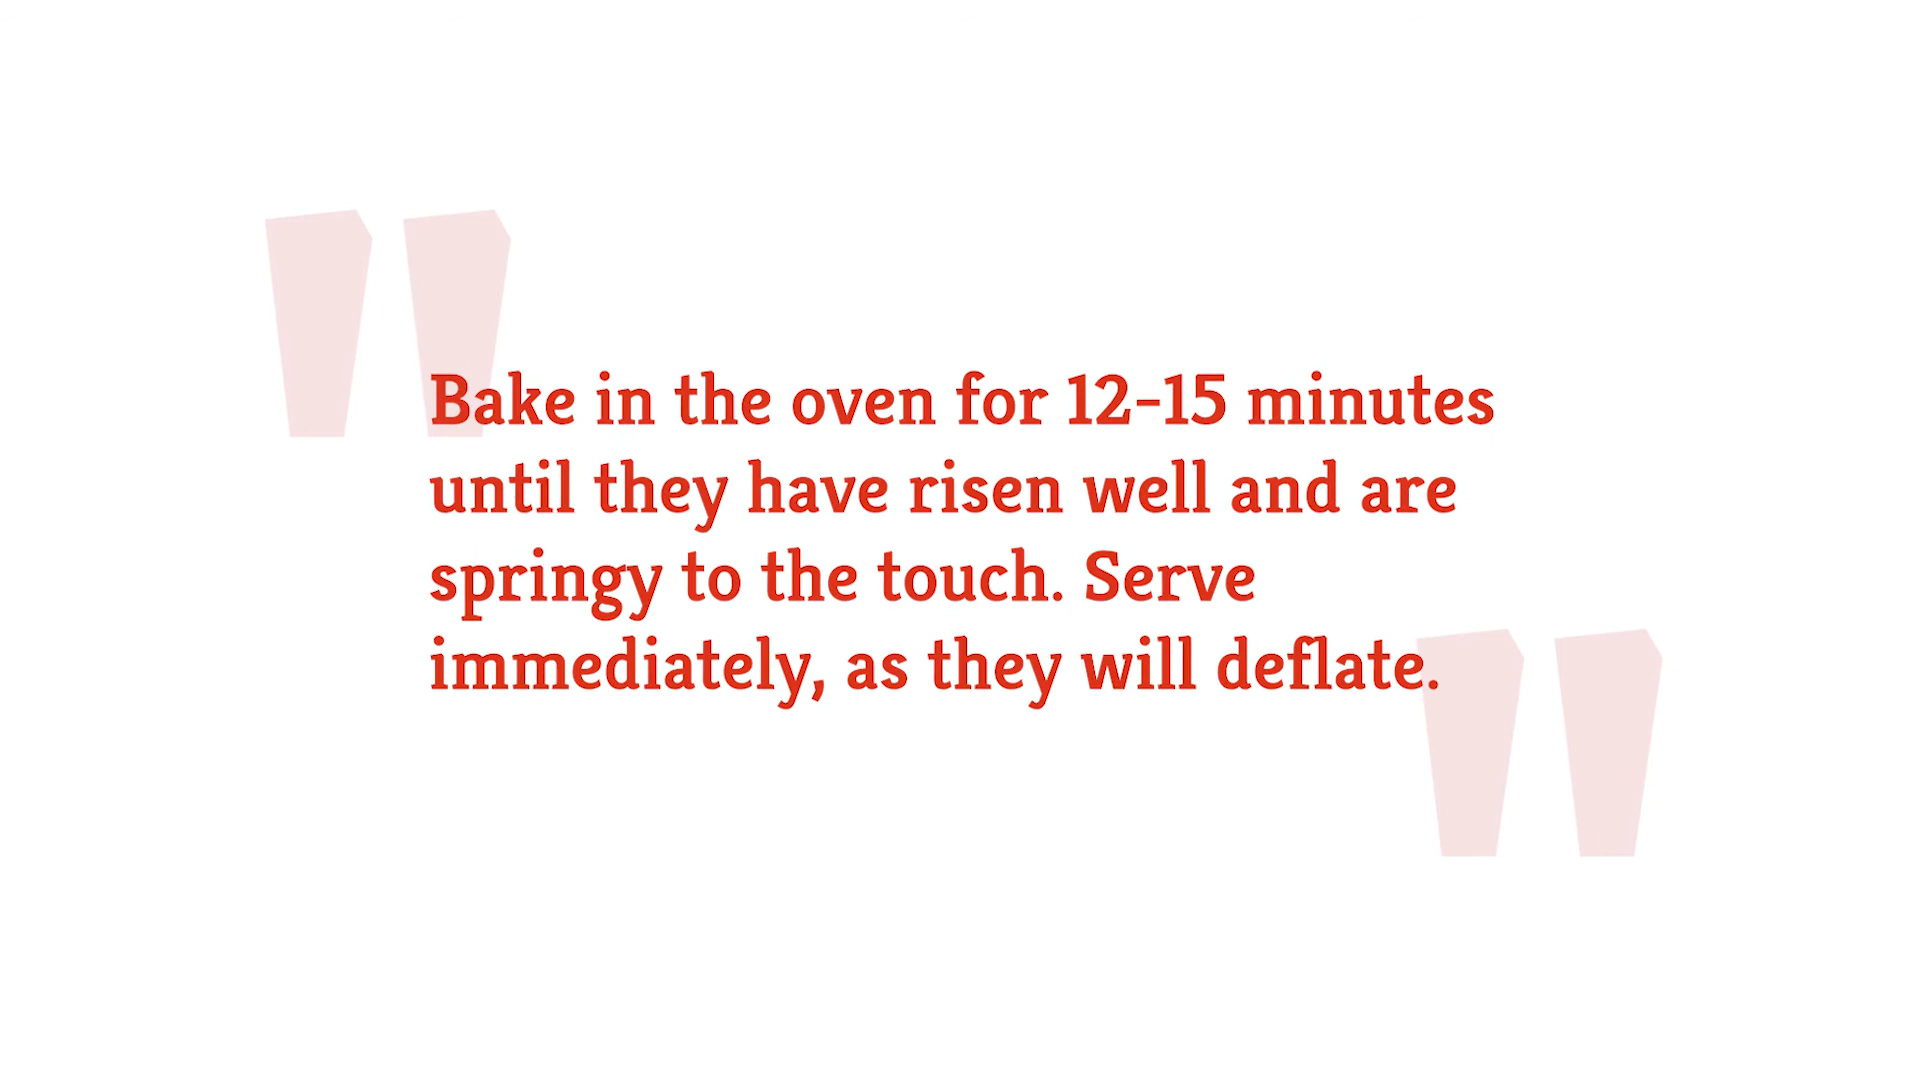 "Bake in the oven for 12-15 minutes
until they have risen well and are
springy to the touch. Serve
immediately, as they will deflate."